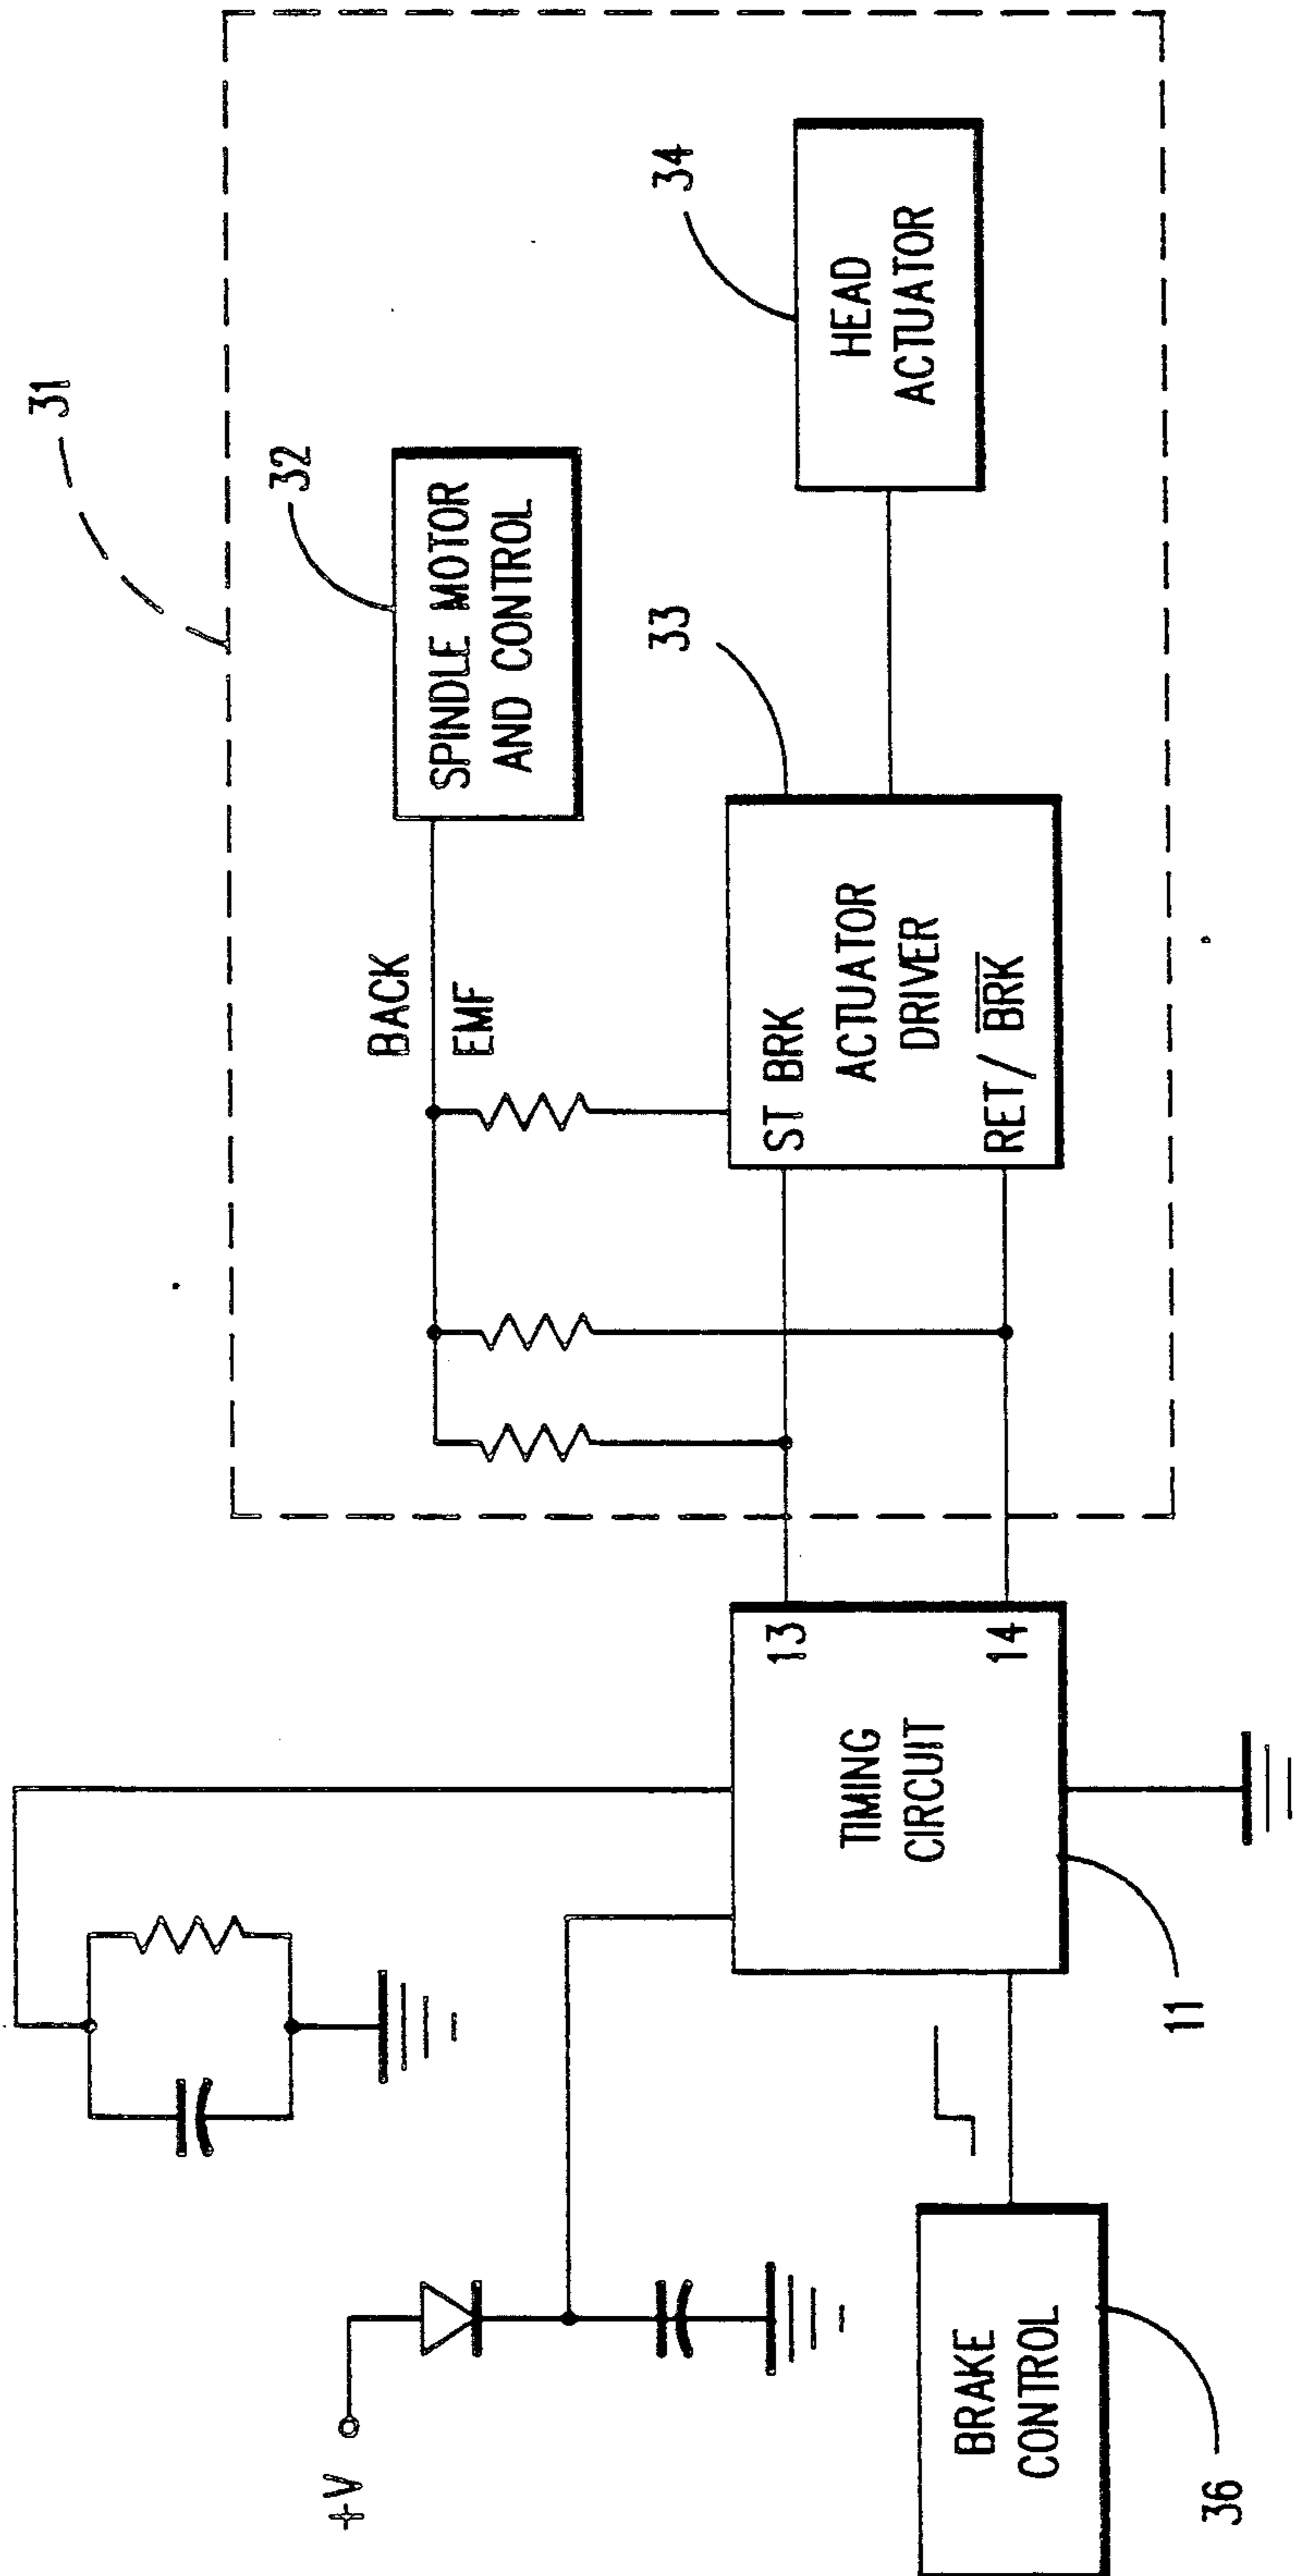 31
32
SPINDLE MOTOR
AND CONTROL
34
HEAD
ACTUATOR
BACK
EMF
33
ST BRK
ACTUATOR
DRIVER
RET/ B̅R̅K̅
13
14
TIMING
CIRCUIT
11
+V
BRAKE
CONTROL
36